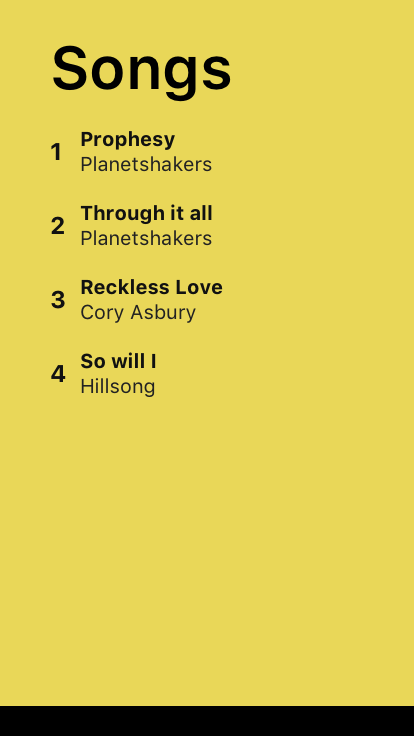 Songs
1
Prophesy
Planetshakers
2
Through it all
Planetshakers
3
Reckless Love
Cory Asbury
4
So will I
Hillsong